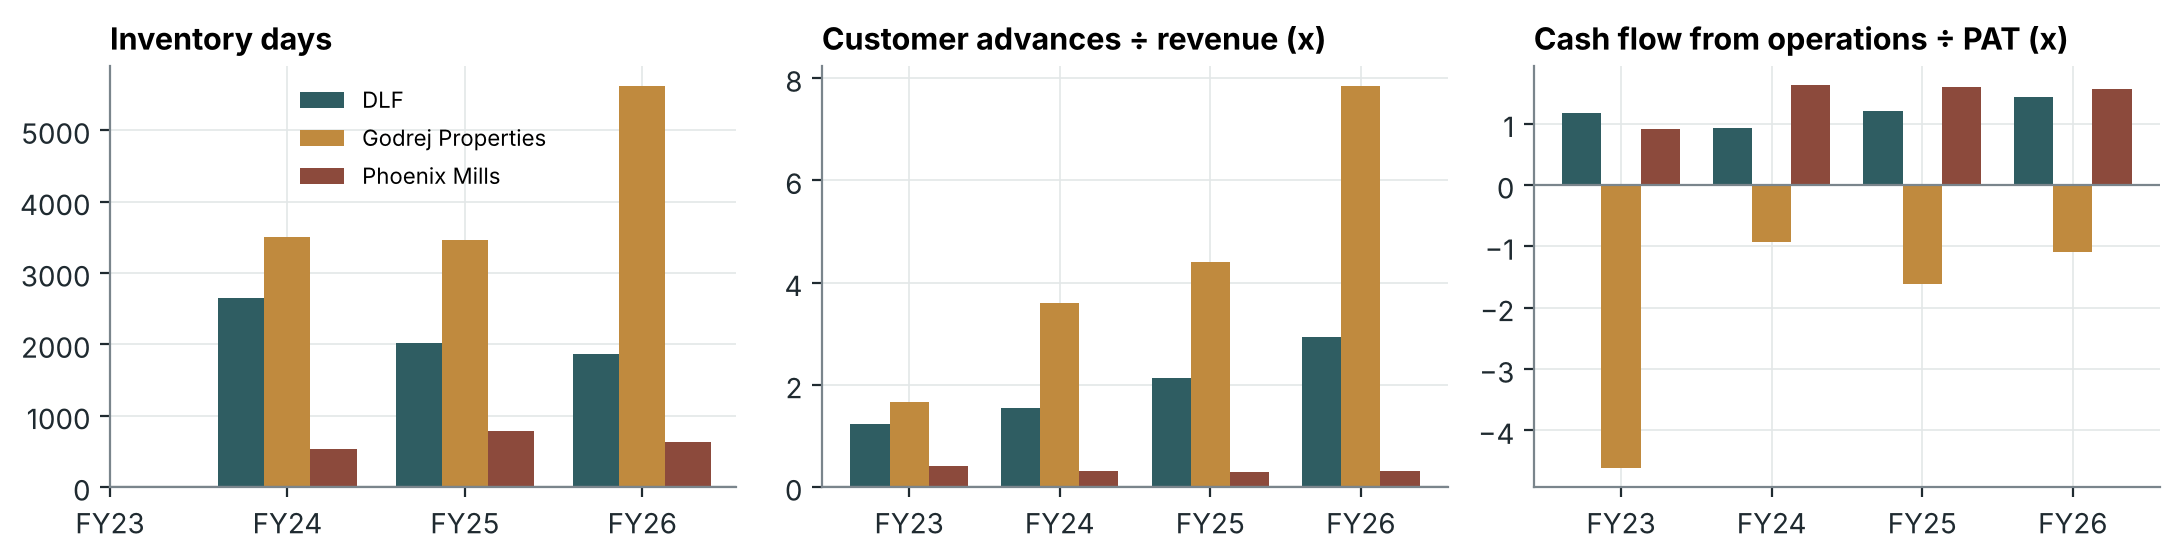 Inventory days
DLF
Godrej Properties
Phoenix Mills
5000
4000
3000
2000
1000
0
FY23 FY24 FY25 FY26
Customer advances ÷ revenue (x)
8
6
4
2
0
FY23 FY24 FY25 FY26
Cash flow from operations ÷ PAT (x)
1
0
−1
−2
−3
−4
FY23 FY24 FY25 FY26